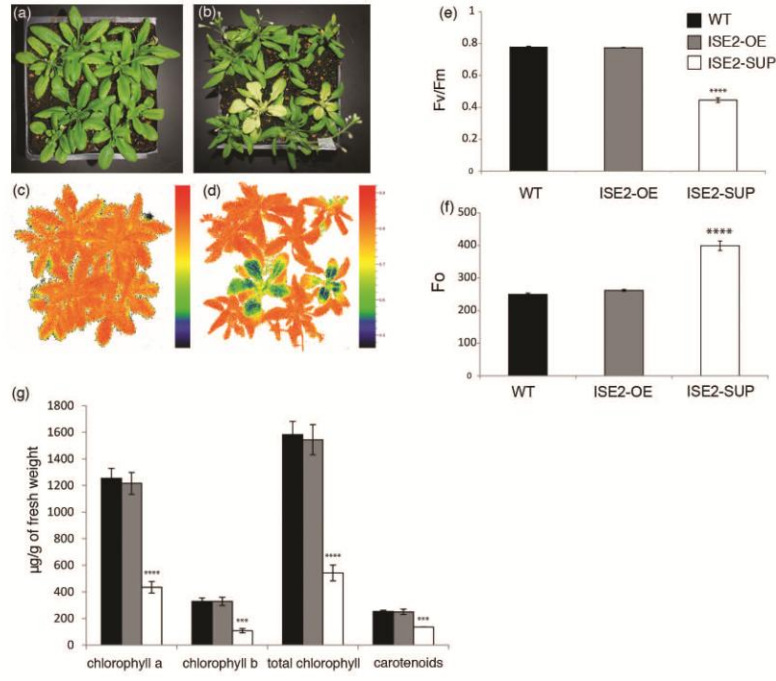 (a)
(b)
(c)
(d)
(e)
Fv/Fm
1
0.8
0.6
0.4
0.2
0
WT
ISE2-OE
ISE2-SUP
****
WT
ISE2-OE
ISE2-SUP
(f)
Fo
500
400
300
200
100
0
****
WT
ISE2-OE
ISE2-SUP
(g)
µg/g of fresh weight
1800
1600
1400
1200
1000
800
600
400
200
0
****
***
****
***
chlorophyll a
chlorophyll b
total chlorophyll
carotenoids